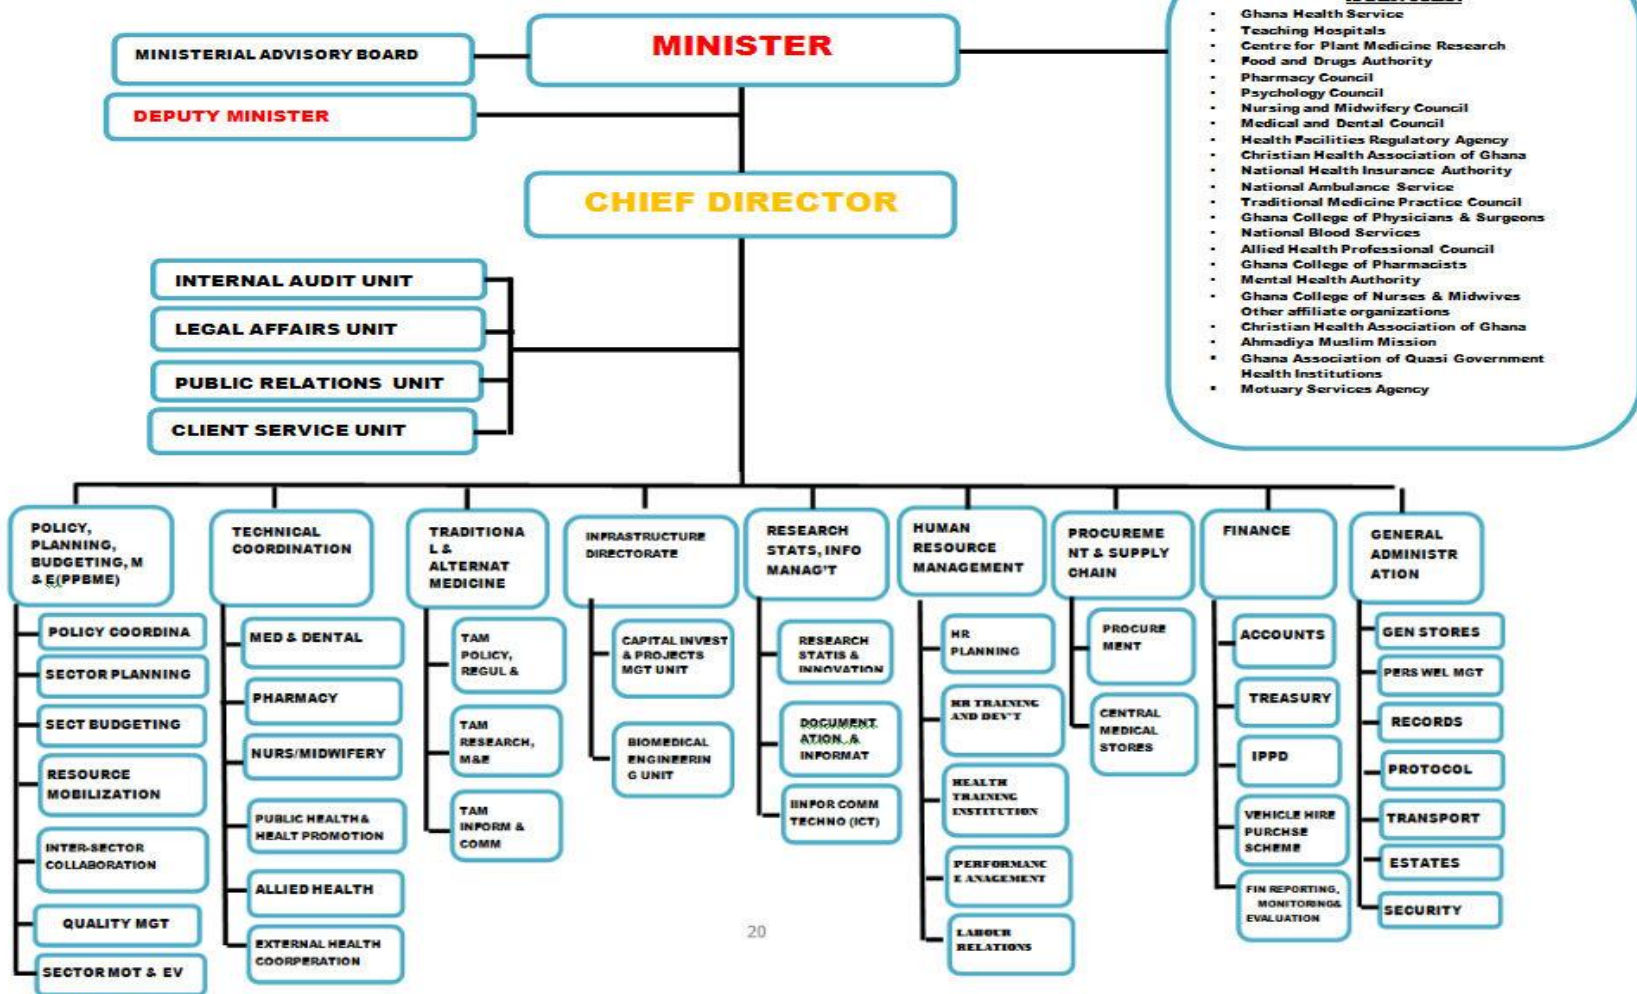 MINISTER
MINISTERIAL ADVISORY BOARD
DEPUTY MINISTER
CHIEF DIRECTOR
▪ Ghana Health Service
▪ Teaching Hospitals
▪ Centre for Plant Medicine Research
▪ Food and Drugs Authority
▪ Pharmacy Council
▪ Psychology Council
▪ Nursing and Midwifery Council
▪ Medical and Dental Council
▪ Health Facilities Regulatory Agency
▪ Christian Health Association of Ghana
▪ National Health Insurance Authority
▪ National Ambulance Service
▪ Traditional Medicine Practice Council
▪ Ghana College of Physicians & Surgeons
▪ National Blood Services
▪ Allied Health Professional Council
▪ Ghana College of Pharmacists
▪ Mental Health Authority
▪ Ghana College of Nurses & Midwives
Other affiliate organizations
▪ Christian Health Association of Ghana
▪ Ahmadiya Muslim Mission
▪ Ghana Association of Quasi Government
Health Institutions
▪ Motuary Services Agency
INTERNAL AUDIT UNIT
LEGAL AFFAIRS UNIT
PUBLIC RELATIONS UNIT
CLIENT SERVICE UNIT
POLICY,
PLANNING,
BUDGETING, M
& E(PPBME)
POLICY COORDINA
SECTOR PLANNING
SECT BUDGETING
RESOURCE
MOBILIZATION
INTER-SECTOR
COLLABORATION
QUALITY MGT
SECTOR MOT & EV
TECHNICAL
COORDINATION
MED & DENTAL
PHARMACY
NURS/MIDWIFERY
PUBLIC HEALTH &
HEALT PROMOTION
ALLIED HEALTH
EXTERNAL HEALTH
COORPERATION
TRADITIONA
L &
ALTERNAT
MEDICINE
TAM
POLICY,
REGUL &
TAM
RESEARCH,
M&E
TAM
INFORM &
COMM
INFRASTRUCTURE
DIRECTORATE
CAPITAL INVEST
& PROJECTS
MGT UNIT
BIOMEDICAL
ENGINEERIN
G UNIT
RESEARCH
STATS, INFO
MANAG'T
RESEARCH
STATIS &
INNOVATION
DOCUMENT
ATION &
INFORMAT
IINFOR COMM
TECHNO (ICT)
HUMAN
RESOURCE
MANAGEMENT
HR
PLANNING
HR TRAINING
AND DEV'T
HEALTH
TRAINING
INSTITUTION
PERFORMANC
E ANAGEMENT
LABOUR
RELATIONS
PROCUREME
NT & SUPPLY
CHAIN
PROCURE
MENT
CENTRAL
MEDICAL
STORES
FINANCE
ACCOUNTS
TREASURY
IPPD
VEHICLE HIRE
PURCHSE
SCHEME
FIN REPORTING,
MONITORING&
EVALUATION
GENERAL
ADMINISTR
ATION
GEN STORES
PERS WEL MGT
RECORDS
PROTOCOL
TRANSPORT
ESTATES
SECURITY
20